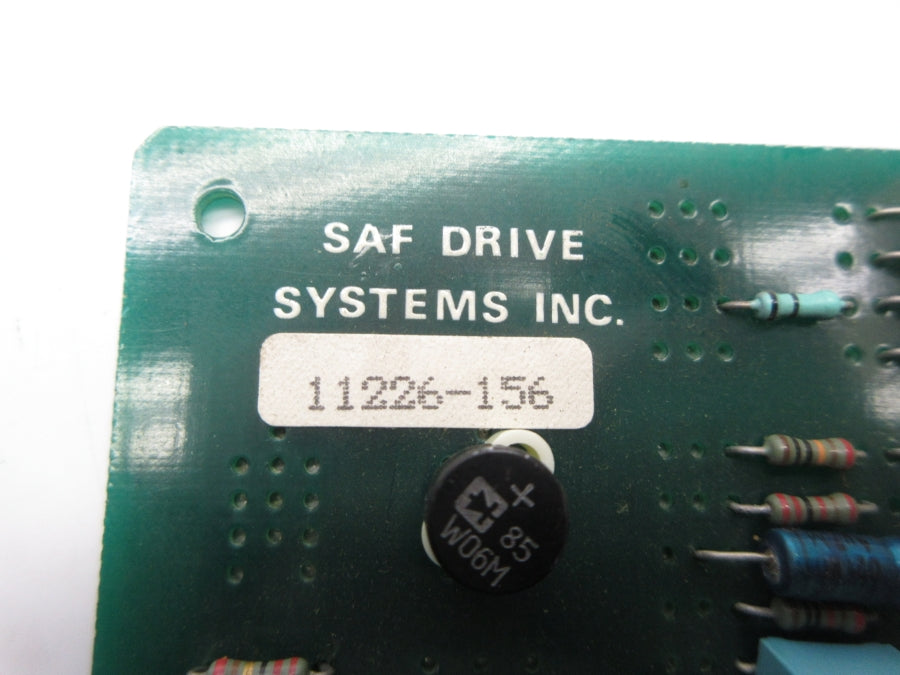 SAF DRIVE
SYSTEMS INC.
11226-156
+
85
W06M